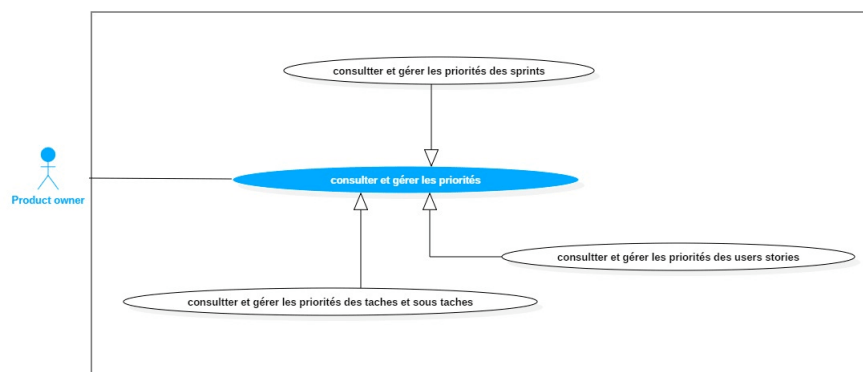 consultter et gérer les priorités des sprints
consulter et gérer les priorités
Product owner
consultter et gérer les priorités des users stories
consultter et gérer les priorités des taches et sous taches